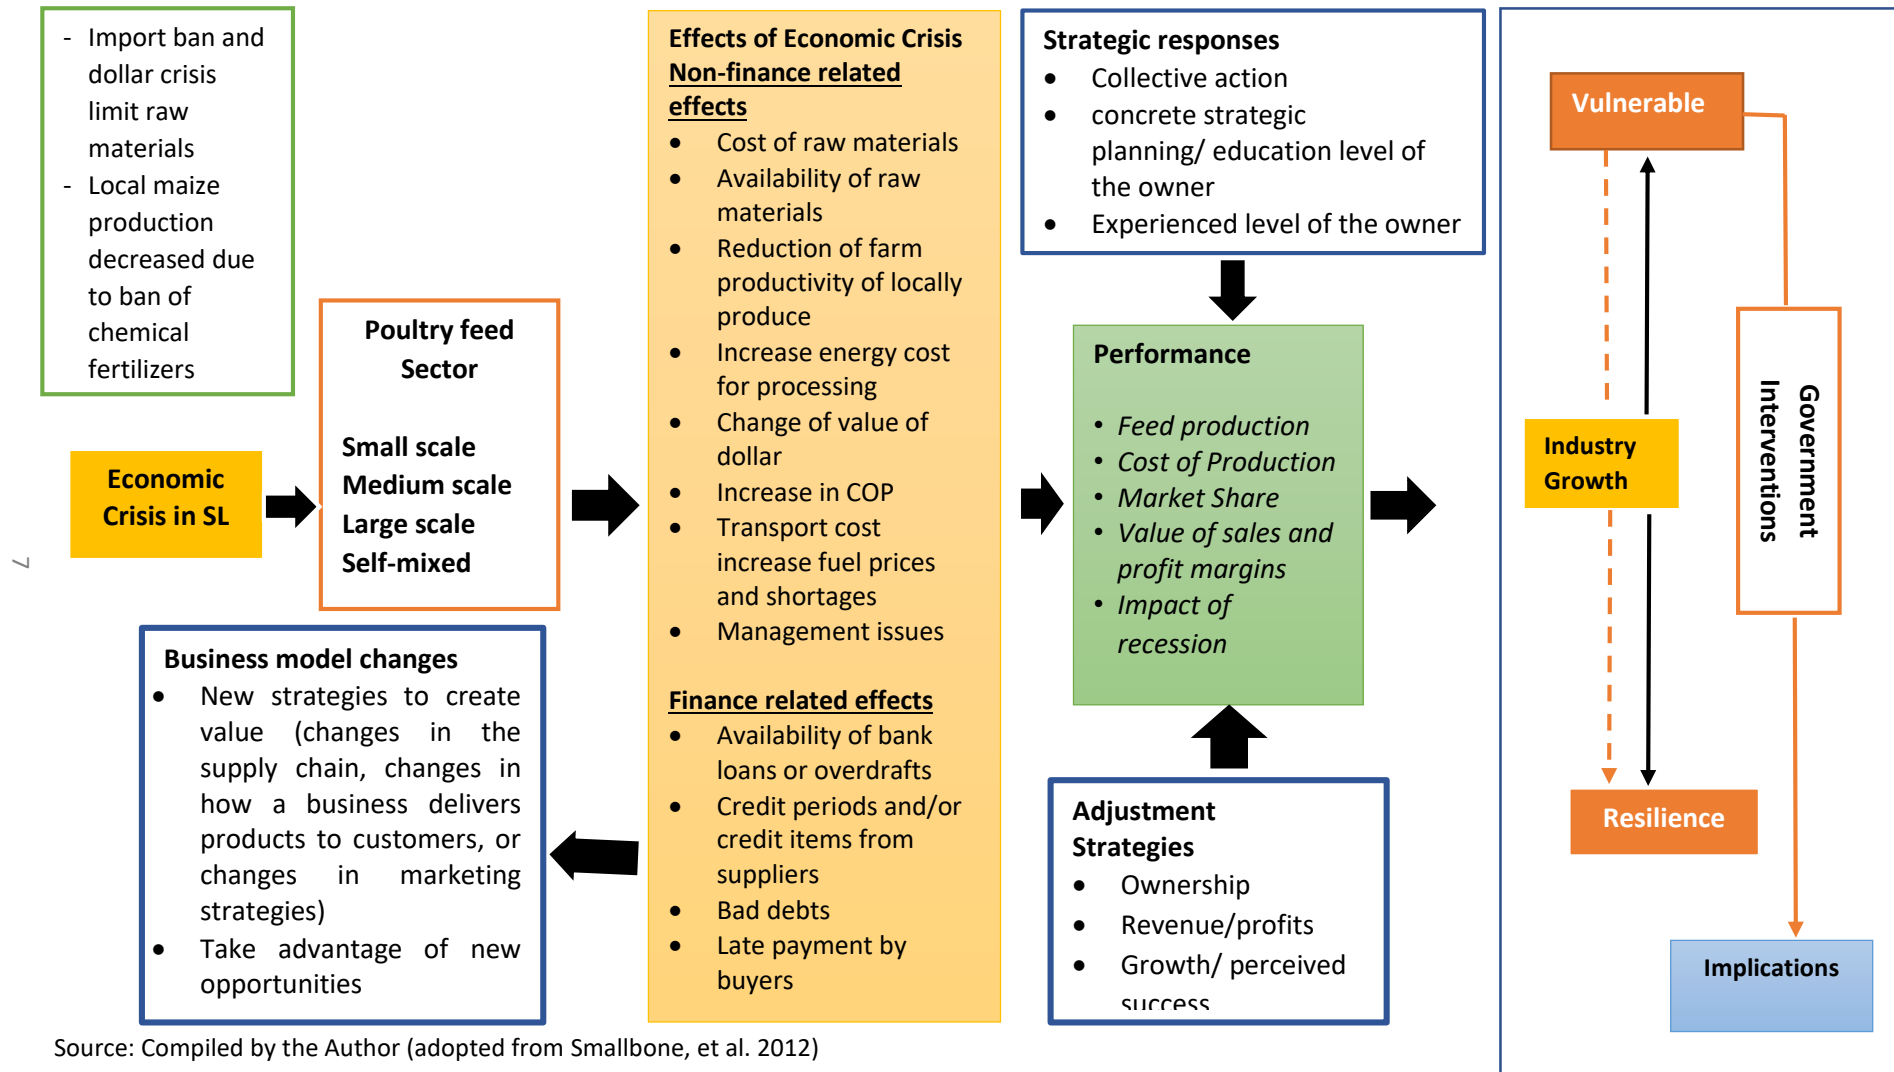 - Import ban and
dollar crisis
limit raw
materials
- Local maize
production
decreased due
to ban of
chemical
fertilizers
Economic
Crisis in SL
Poultry feed
Sector
Small scale
Medium scale
Large scale
Self-mixed
Business model changes
• New strategies to create
value (changes in the
supply chain, changes in
how a business delivers
products to customers, or
changes in marketing
strategies)
• Take advantage of new
opportunities
Effects of Economic Crisis
Non-finance related
effects
• Cost of raw materials
• Availability of raw
materials
• Reduction of farm
productivity of locally
produce
• Increase energy cost
for processing
• Change of value of
dollar
• Increase in COP
• Transport cost
increase fuel prices
and shortages
• Management issues
Finance related effects
• Availability of bank
loans or overdrafts
• Credit periods and/or
credit items from
suppliers
• Bad debts
• Late payment by
buyers
Strategic responses
• Collective action
• concrete strategic
planning/ education level of
the owner
• Experienced level of the owner
Performance
• Feed production
• Cost of Production
• Market Share
• Value of sales and
profit margins
• Impact of
recession
Adjustment
Strategies
• Ownership
• Revenue/profits
• Growth/ perceived
success
Vulnerable
Industry
Growth
Resilience
Government
Interventions
Implications
7
Source: Compiled by the Author (adopted from Smallbone, et al. 2012)